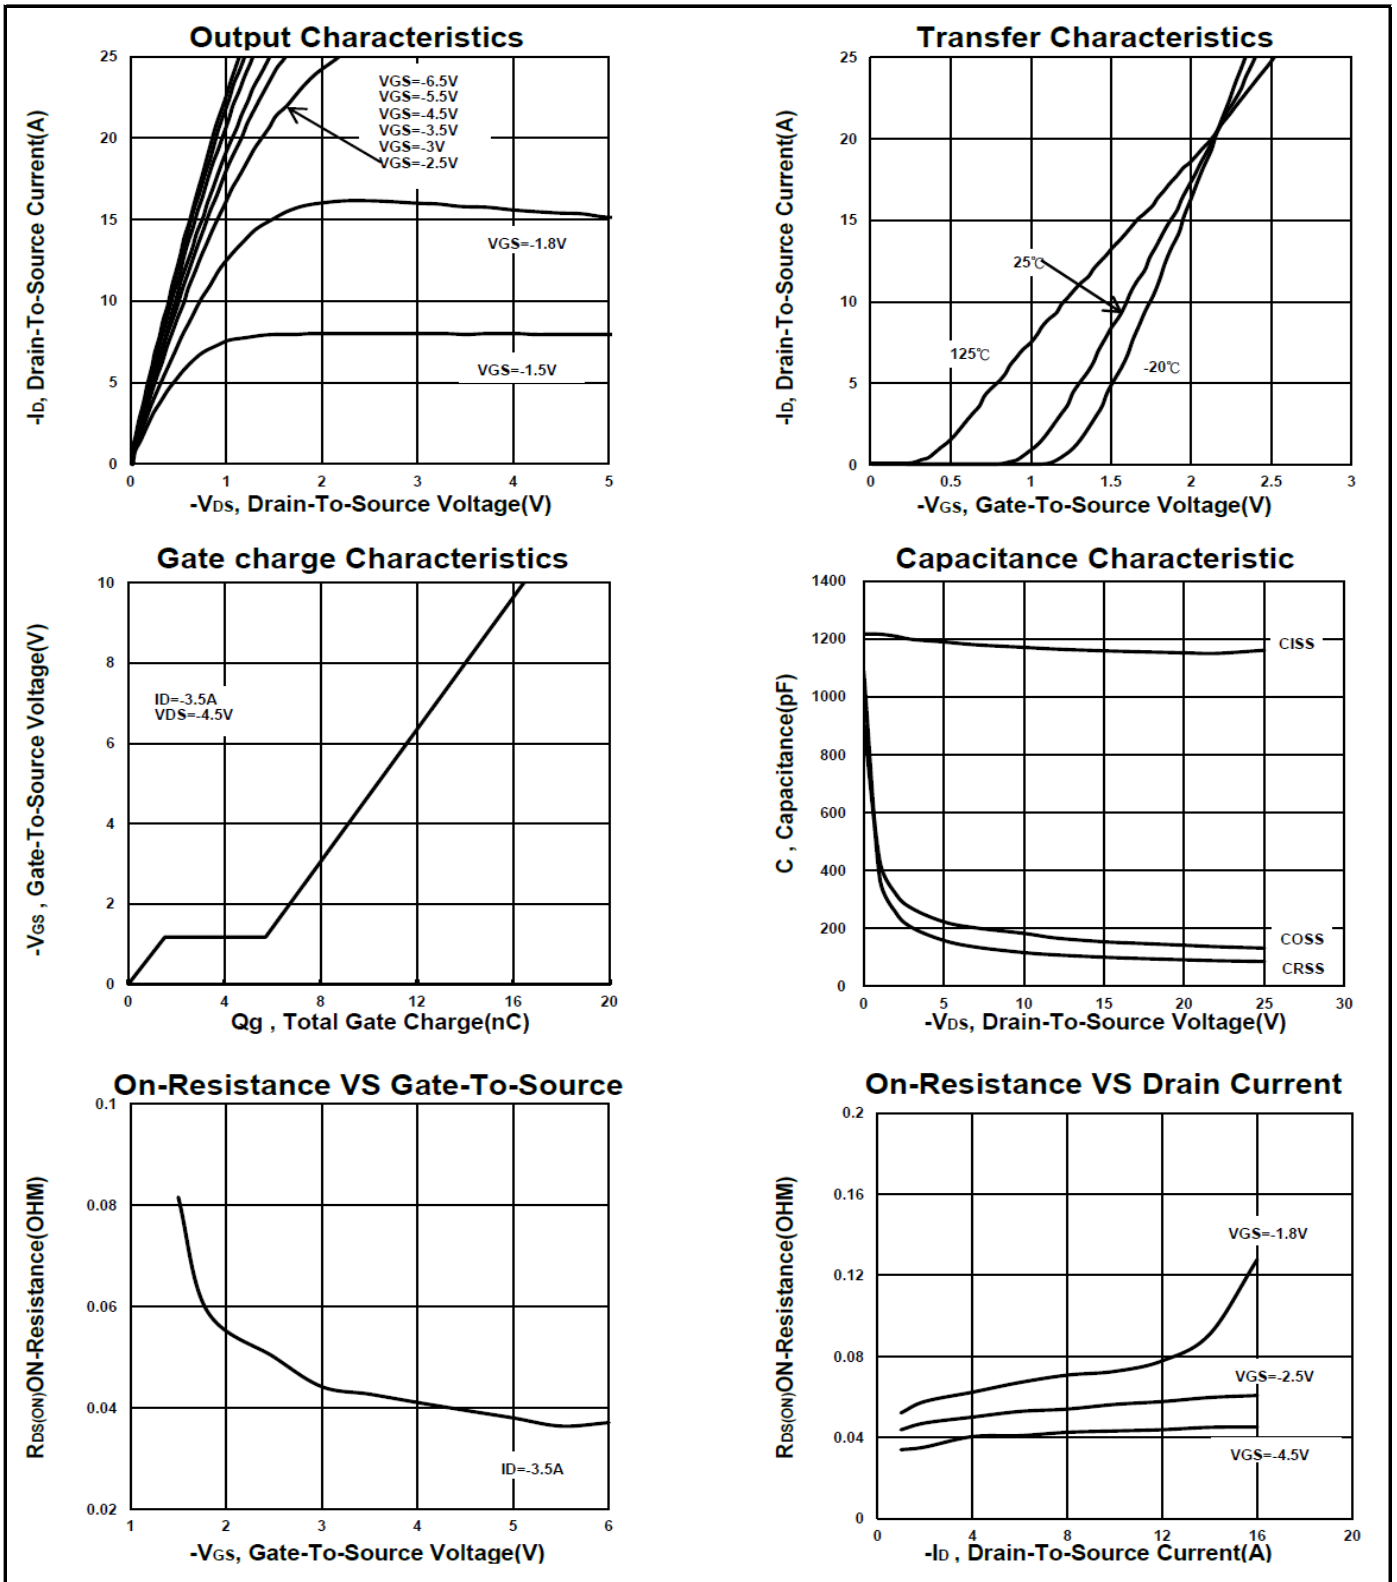 Output Characteristics
-ID, Drain-To-Source Current(A)
25
20
15
10
5
0
VGS=-6.5V
VGS=-5.5V
VGS=-4.5V
VGS=-3.5V
VGS=-3V
VGS=-2.5V
VGS=-1.8V
VGS=-1.5V
0 1 2 3 4 5
-VDS, Drain-To-Source Voltage(V)
Transfer Characteristics
-ID, Drain-To-Source Current(A)
25
20
15
10
5
0
25℃
125℃
-20℃
0 0.5 1 1.5 2 2.5 3
-VGS, Gate-To-Source Voltage(V)
Gate charge Characteristics
-VGS , Gate-To-Source Voltage(V)
10
8
6
4
2
0
ID=-3.5A
VDS=-4.5V
0 4 8 12 16 20
Qg , Total Gate Charge(nC)
Capacitance Characteristic
C , Capacitance(pF)
1400
1200
1000
800
600
400
200
0
CISS
COSS
CRSS
0 5 10 15 20 25 30
-VDS, Drain-To-Source Voltage(V)
On-Resistance VS Gate-To-Source
RDS(ON)ON-Resistance(OHM)
0.1
0.08
0.06
0.04
0.02
ID=-3.5A
1 2 3 4 5 6
-VGS, Gate-To-Source Voltage(V)
On-Resistance VS Drain Current
RDS(ON)ON-Resistance(OHM)
0.2
0.16
0.12
0.08
0.04
0
VGS=-1.8V
VGS=-2.5V
VGS=-4.5V
0 4 8 12 16 20
-ID , Drain-To-Source Current(A)